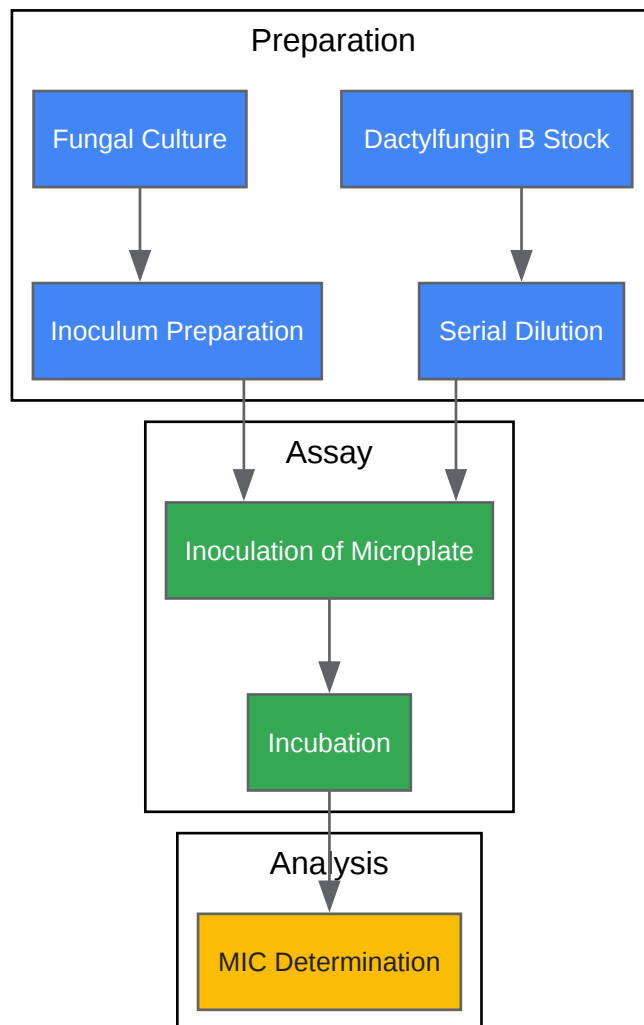 Preparation
Fungal Culture
Dactylfungin B Stock
Inoculum Preparation
Serial Dilution
Assay
Inoculation of Microplate
Incubation
Analysis
MIC Determination